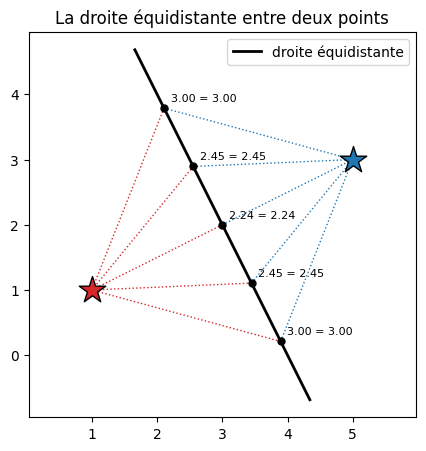 La droite équidistante entre deux points
droite équidistante
3.00 = 3.00
2.45 = 2.45
2.24 = 2.24
2.45 = 2.45
3.00 = 3.00
4
3
2
1
0
1
2
3
4
5